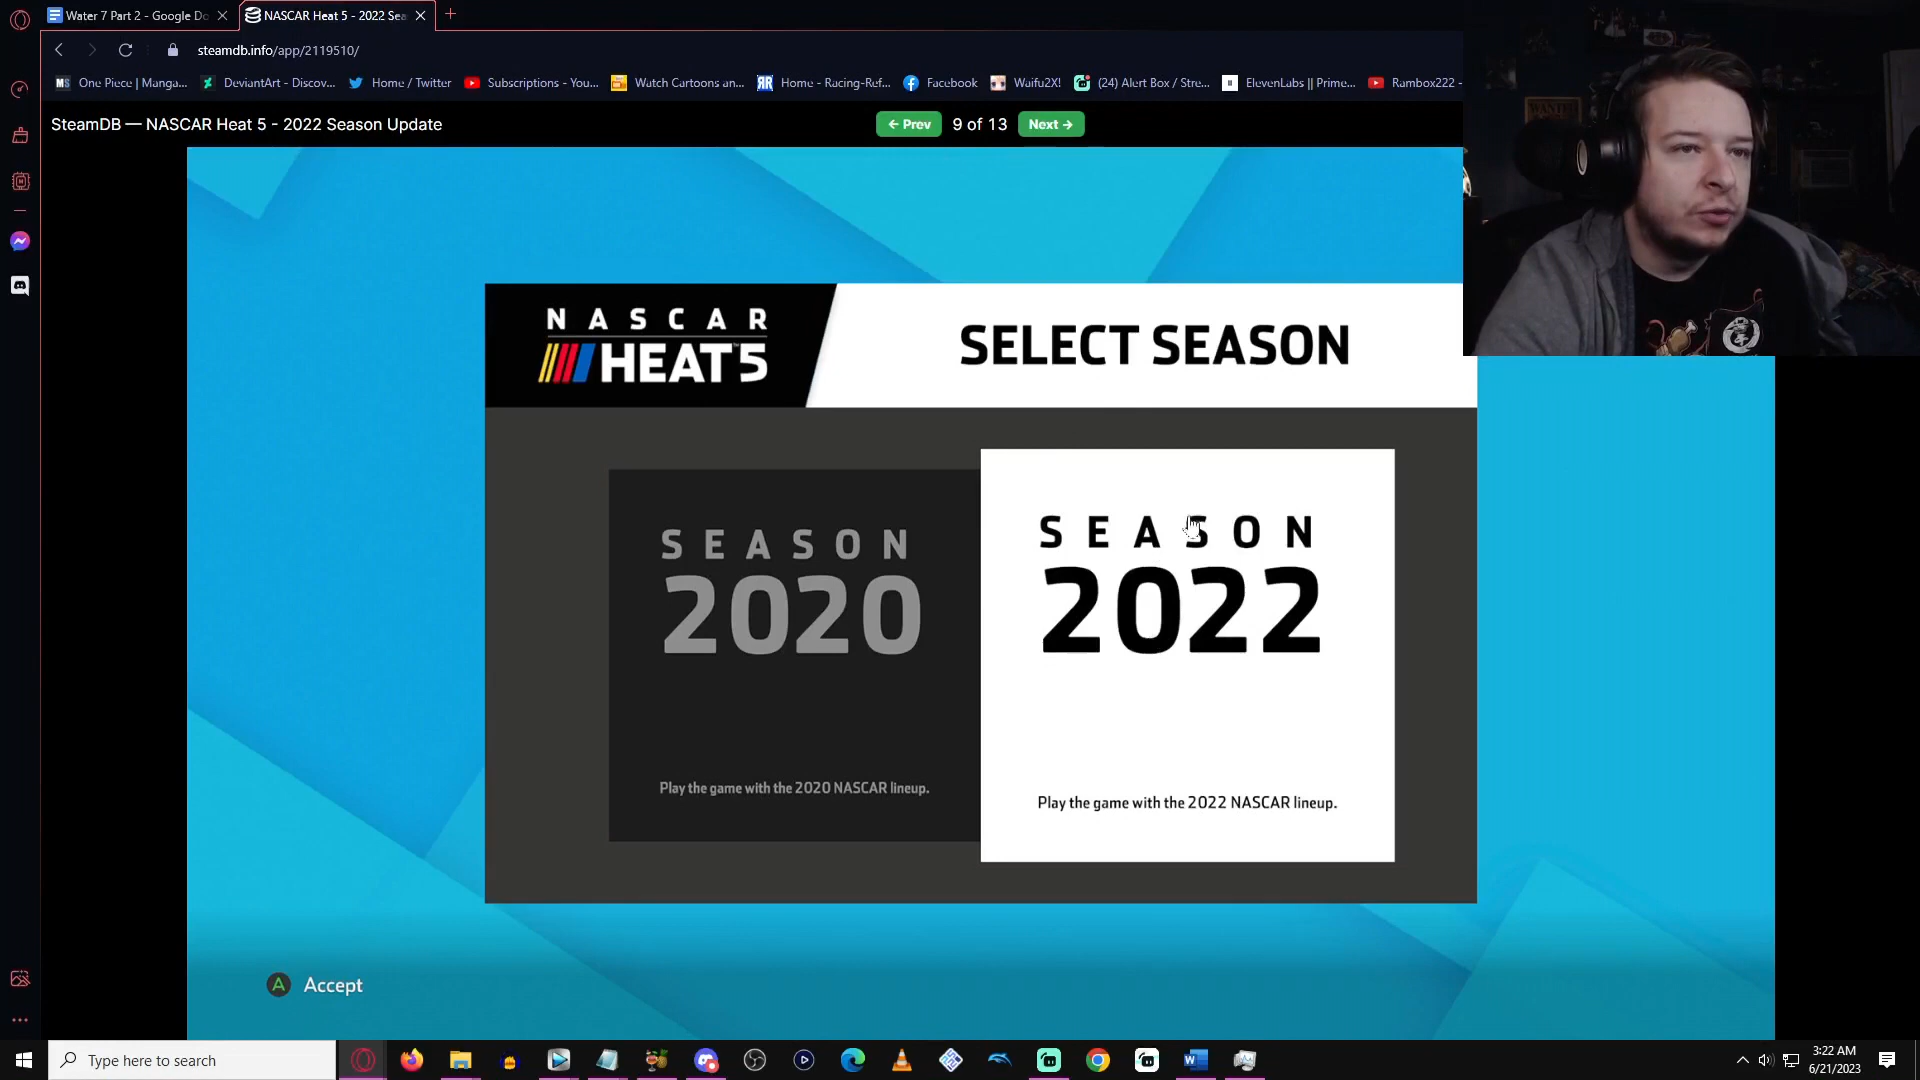 Water 7 Part 2 - Google Do
NASCAR Heat 5 - 2022 Sea
steamdb.info/app/2119510/
MS One Piece | Manga...
DeviantArt - Discov...
Home / Twitter
Subscriptions - You...
Watch Cartoons an...
RR Home - Racing-Ref...
Facebook
Waifu2X!
(24) Alert Box / Stre...
ElevenLabs || Prime...
Rambox222 -
SteamDB — NASCAR Heat 5 - 2022 Season Update
← Prev
9 of 13
Next →
WANTED
NASCAR
HEAT 5
SELECT SEASON
SEASON
2020
Play the game with the 2020 NASCAR lineup.
SEASON
2022
Play the game with the 2022 NASCAR lineup.
A Accept
Type here to search
3:22 AM
6/21/2023